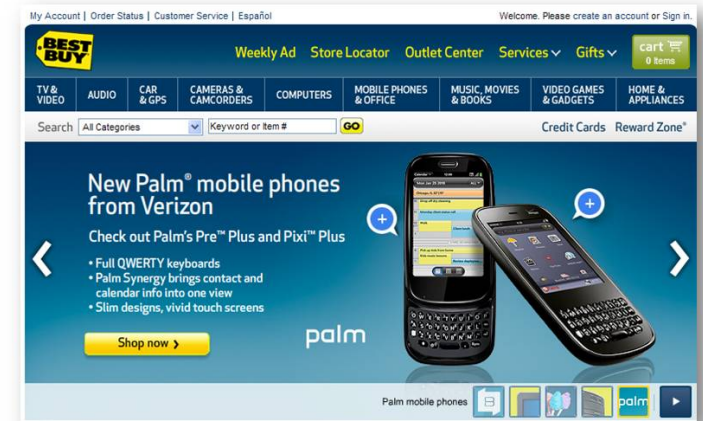 My Account | Order Status | Customer Service | Español
Welcome. Please create an account or Sign in.
BEST BUY
Weekly Ad Store Locator Outlet Center Services Gifts
cart
0 Items
TV & VIDEO
AUDIO
CAR & GPS
CAMERAS & CAMCORDERS
COMPUTERS
MOBILE PHONES & OFFICE
MUSIC, MOVIES & BOOKS
VIDEO GAMES & GADGETS
HOME & APPLIANCES
Search All Categories Keyword or Item # GO
Credit Cards Reward Zone®
New Palm® mobile phones
from Verizon
Check out Palm's Pre™ Plus and Pixi™ Plus
• Full QWERTY keyboards
• Palm Synergy brings contact and
calendar info into one view
• Slim designs, vivid touch screens
Shop now
palm
Palm mobile phones
palm